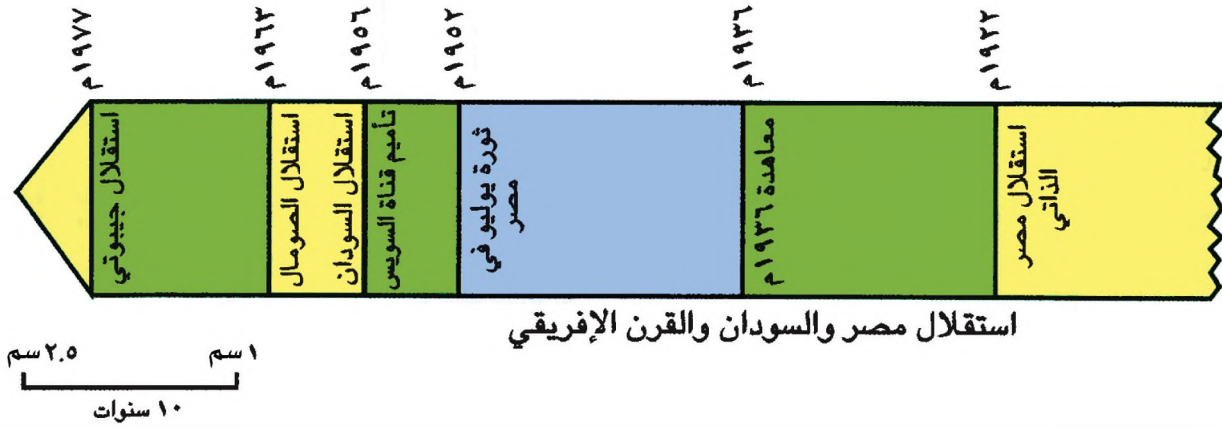 ١٩٢٢م
١٩٣٦م
١٩٥٢م
١٩٥٦م
١٩٦٣م
١٩٧٧م
استقلال مصر
الذاتي
معاهدة ١٩٣٦م
ثورة يوليو في
مصر
تأميم قناة السويس
استقلال السودان
استقلال الصومال
استقلال جيبوتي
استقلال مصر والسودان والقرن الإفريقي
١ سم
٢.٥ سم
١٠ سنوات